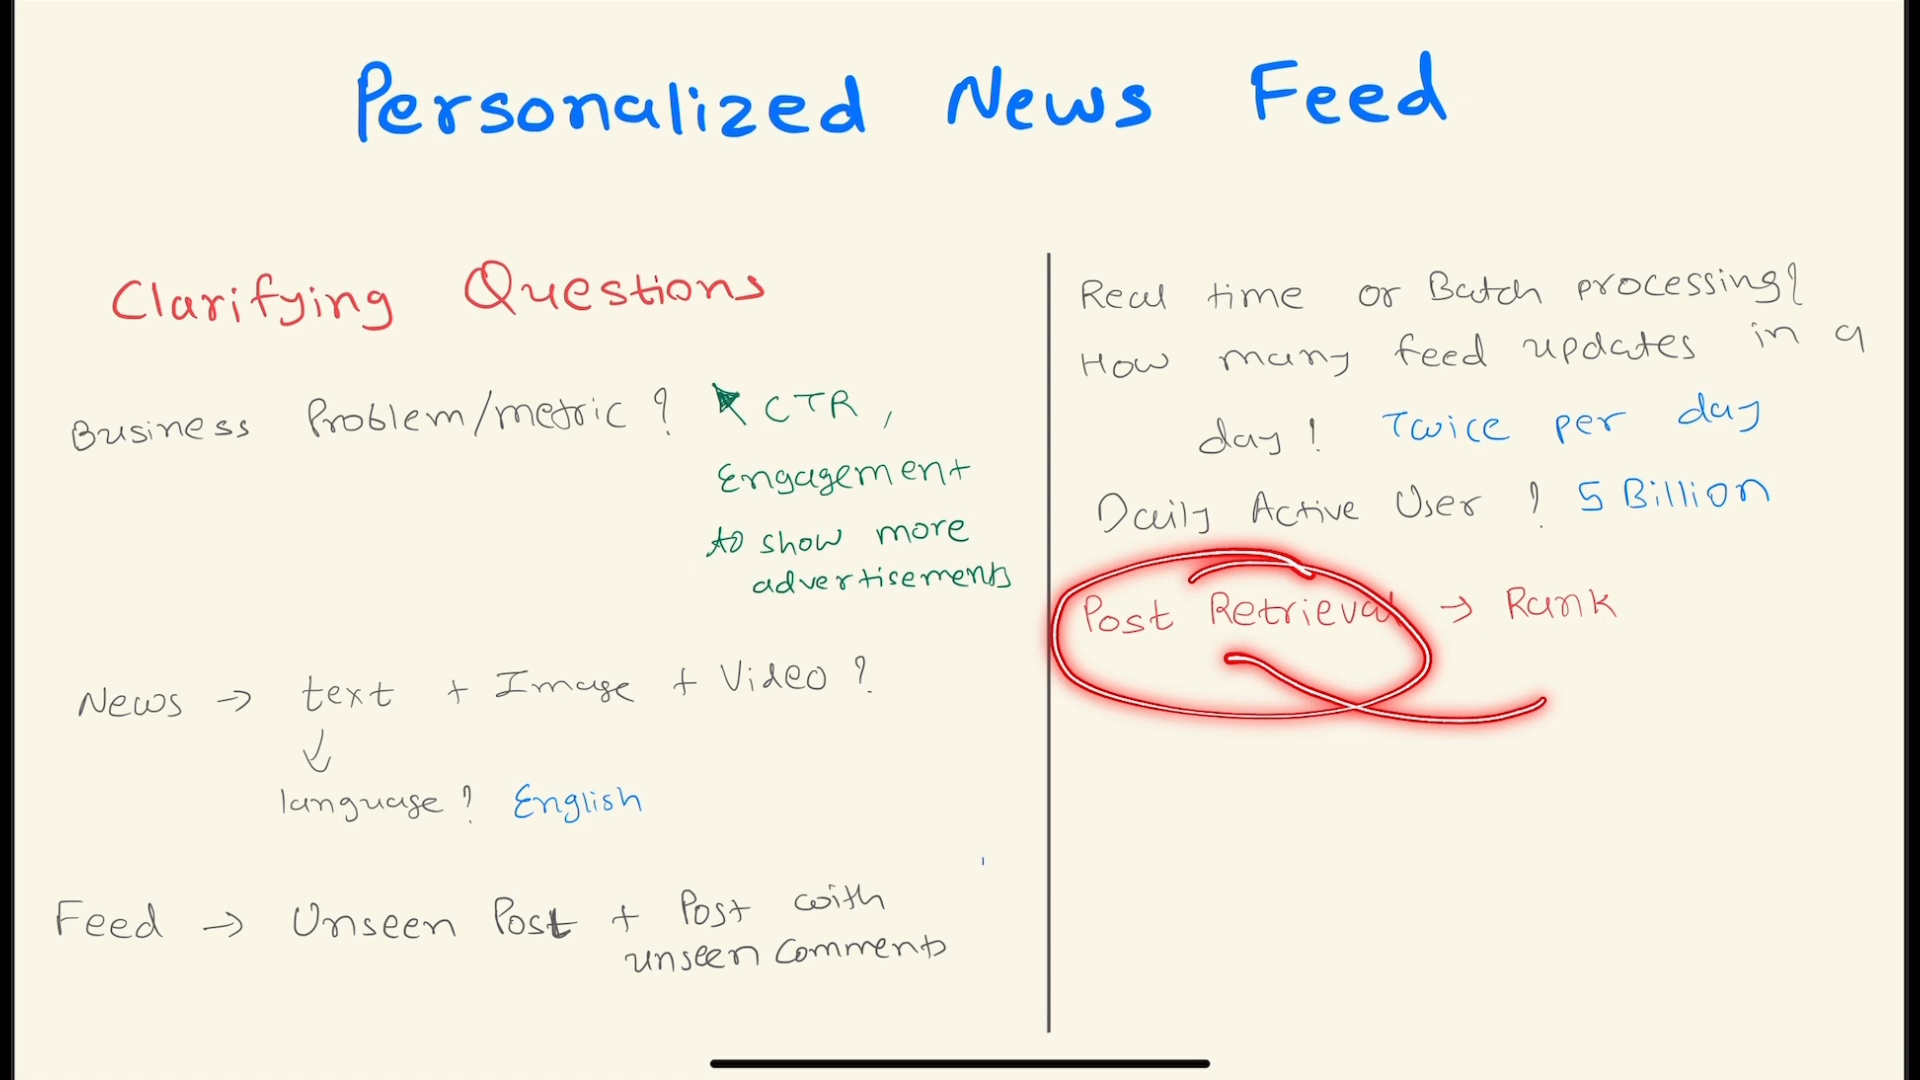 Personalized News Feed
Clarifying Questions
Business Problem/metric? CTR,
Engagement
to show more
advertisements
News → text + Image + Video?
↓
language? English
Feed → Unseen Post + Post with
unseen comments
Real time or Batch processing?
How many feed updates in a
day! Twice per day
Daily Active User? 5 Billion
Post Retrieval → Rank